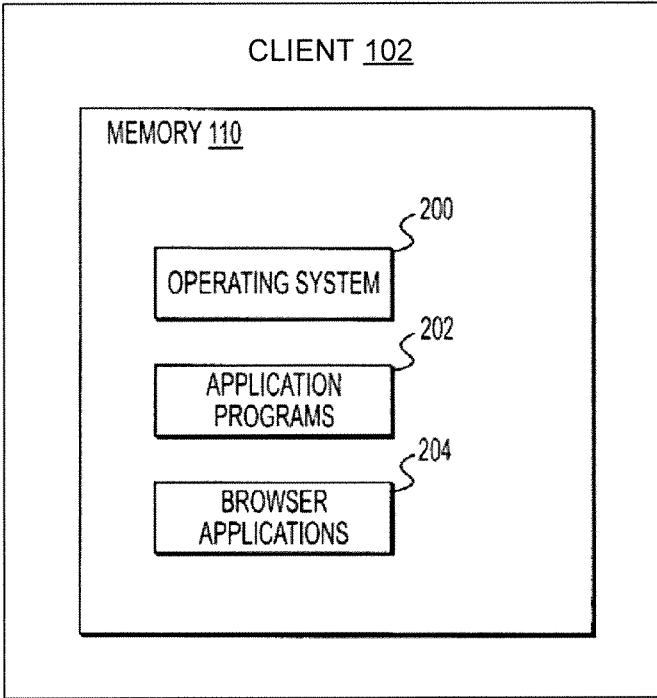 CLIENT 102
MEMORY 110
200
OPERATING SYSTEM
202
APPLICATION
PROGRAMS
204
BROWSER
APPLICATIONS